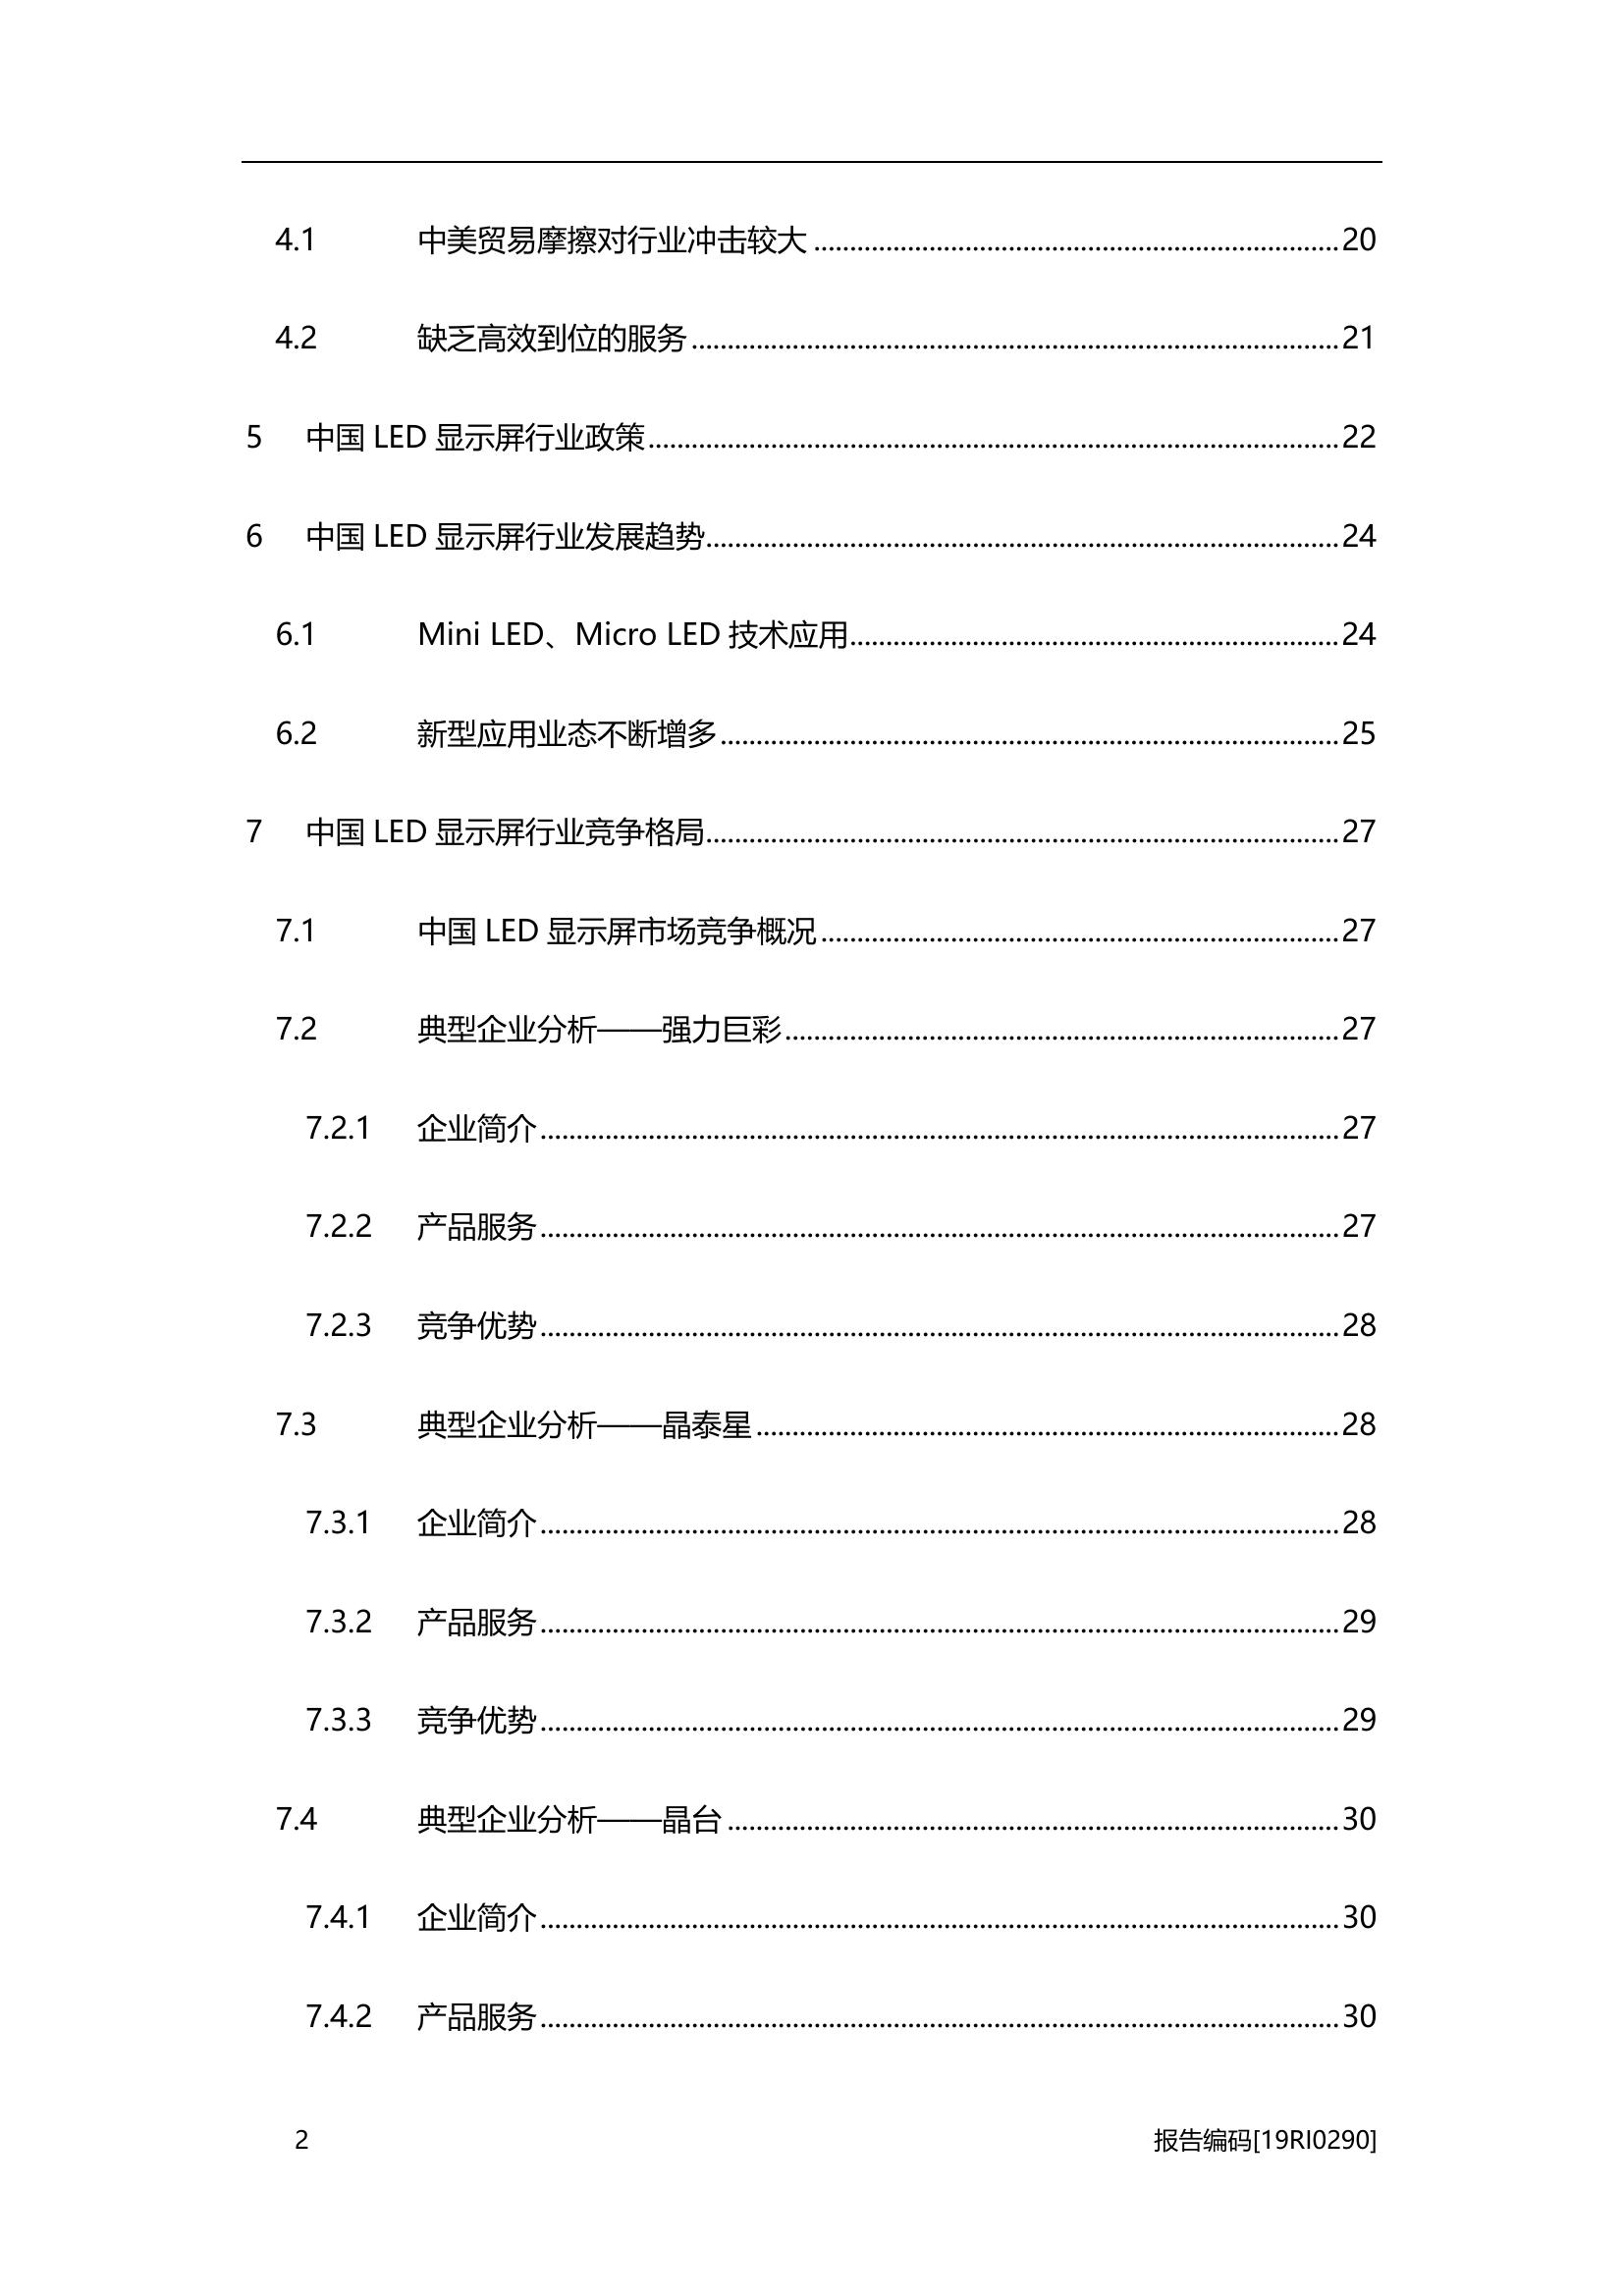 4.1 中美贸易摩擦对行业冲击较大 20
4.2 缺乏高效到位的服务 21
5 中国 LED 显示屏行业政策 22
6 中国 LED 显示屏行业发展趋势 24
6.1 Mini LED、Micro LED 技术应用 24
6.2 新型应用业态不断增多 25
7 中国 LED 显示屏行业竞争格局 27
7.1 中国 LED 显示屏市场竞争概况 27
7.2 典型企业分析——强力巨彩 27
7.2.1 企业简介 27
7.2.2 产品服务 27
7.2.3 竞争优势 28
7.3 典型企业分析——晶泰星 28
7.3.1 企业简介 28
7.3.2 产品服务 29
7.3.3 竞争优势 29
7.4 典型企业分析——晶台 30
7.4.1 企业简介 30
7.4.2 产品服务 30
2 报告编码[19RI0290]